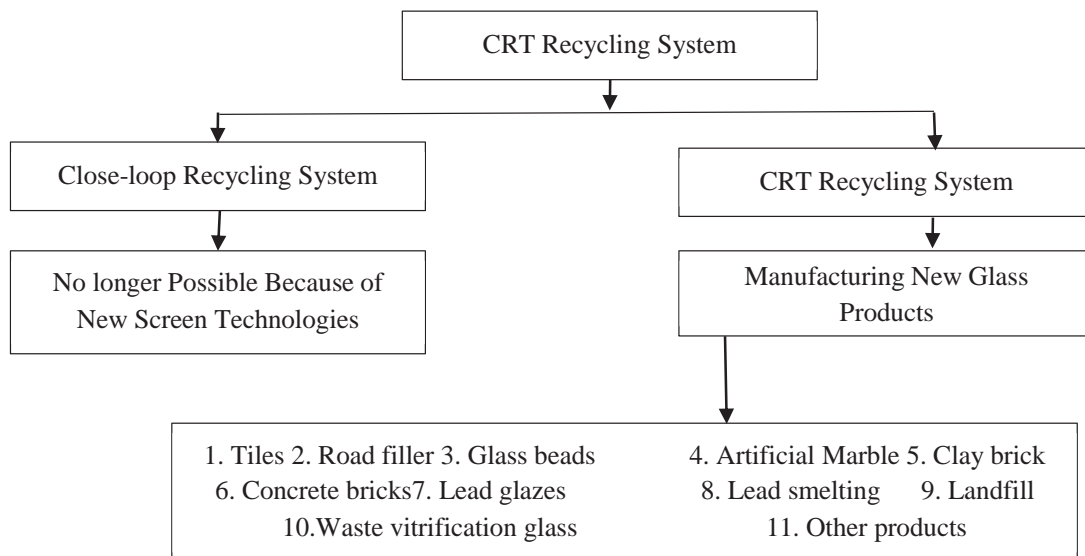 CRT Recycling System
Close-loop Recycling System
CRT Recycling System
No longer Possible Because of
New Screen Technologies
Manufacturing New Glass
Products
1. Tiles 2. Road filler 3. Glass beads 4. Artificial Marble 5. Clay brick
6. Concrete bricks7. Lead glazes 8. Lead smelting 9. Landfill
10.Waste vitrification glass 11. Other products